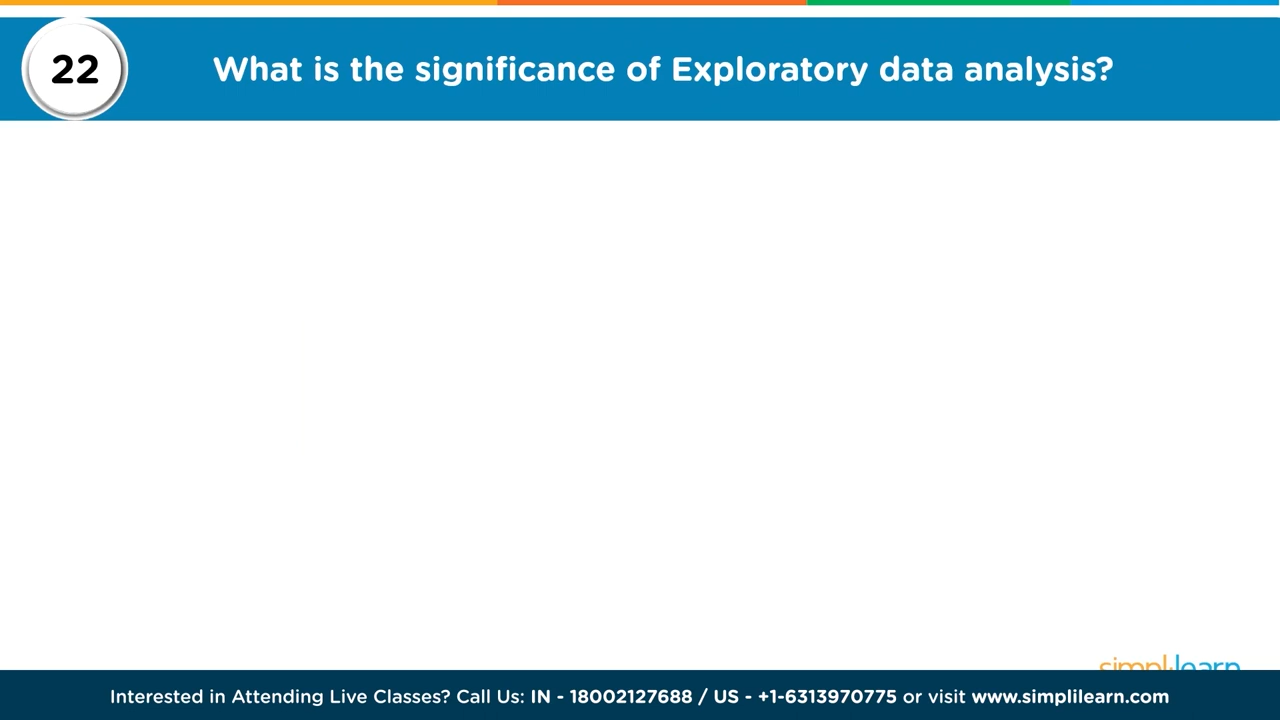 22
What is the significance of Exploratory data analysis?
simplilearn
Interested in Attending Live Classes? Call Us: IN - 18002127688 / US - +1-6313970775 or visit www.simplilearn.com